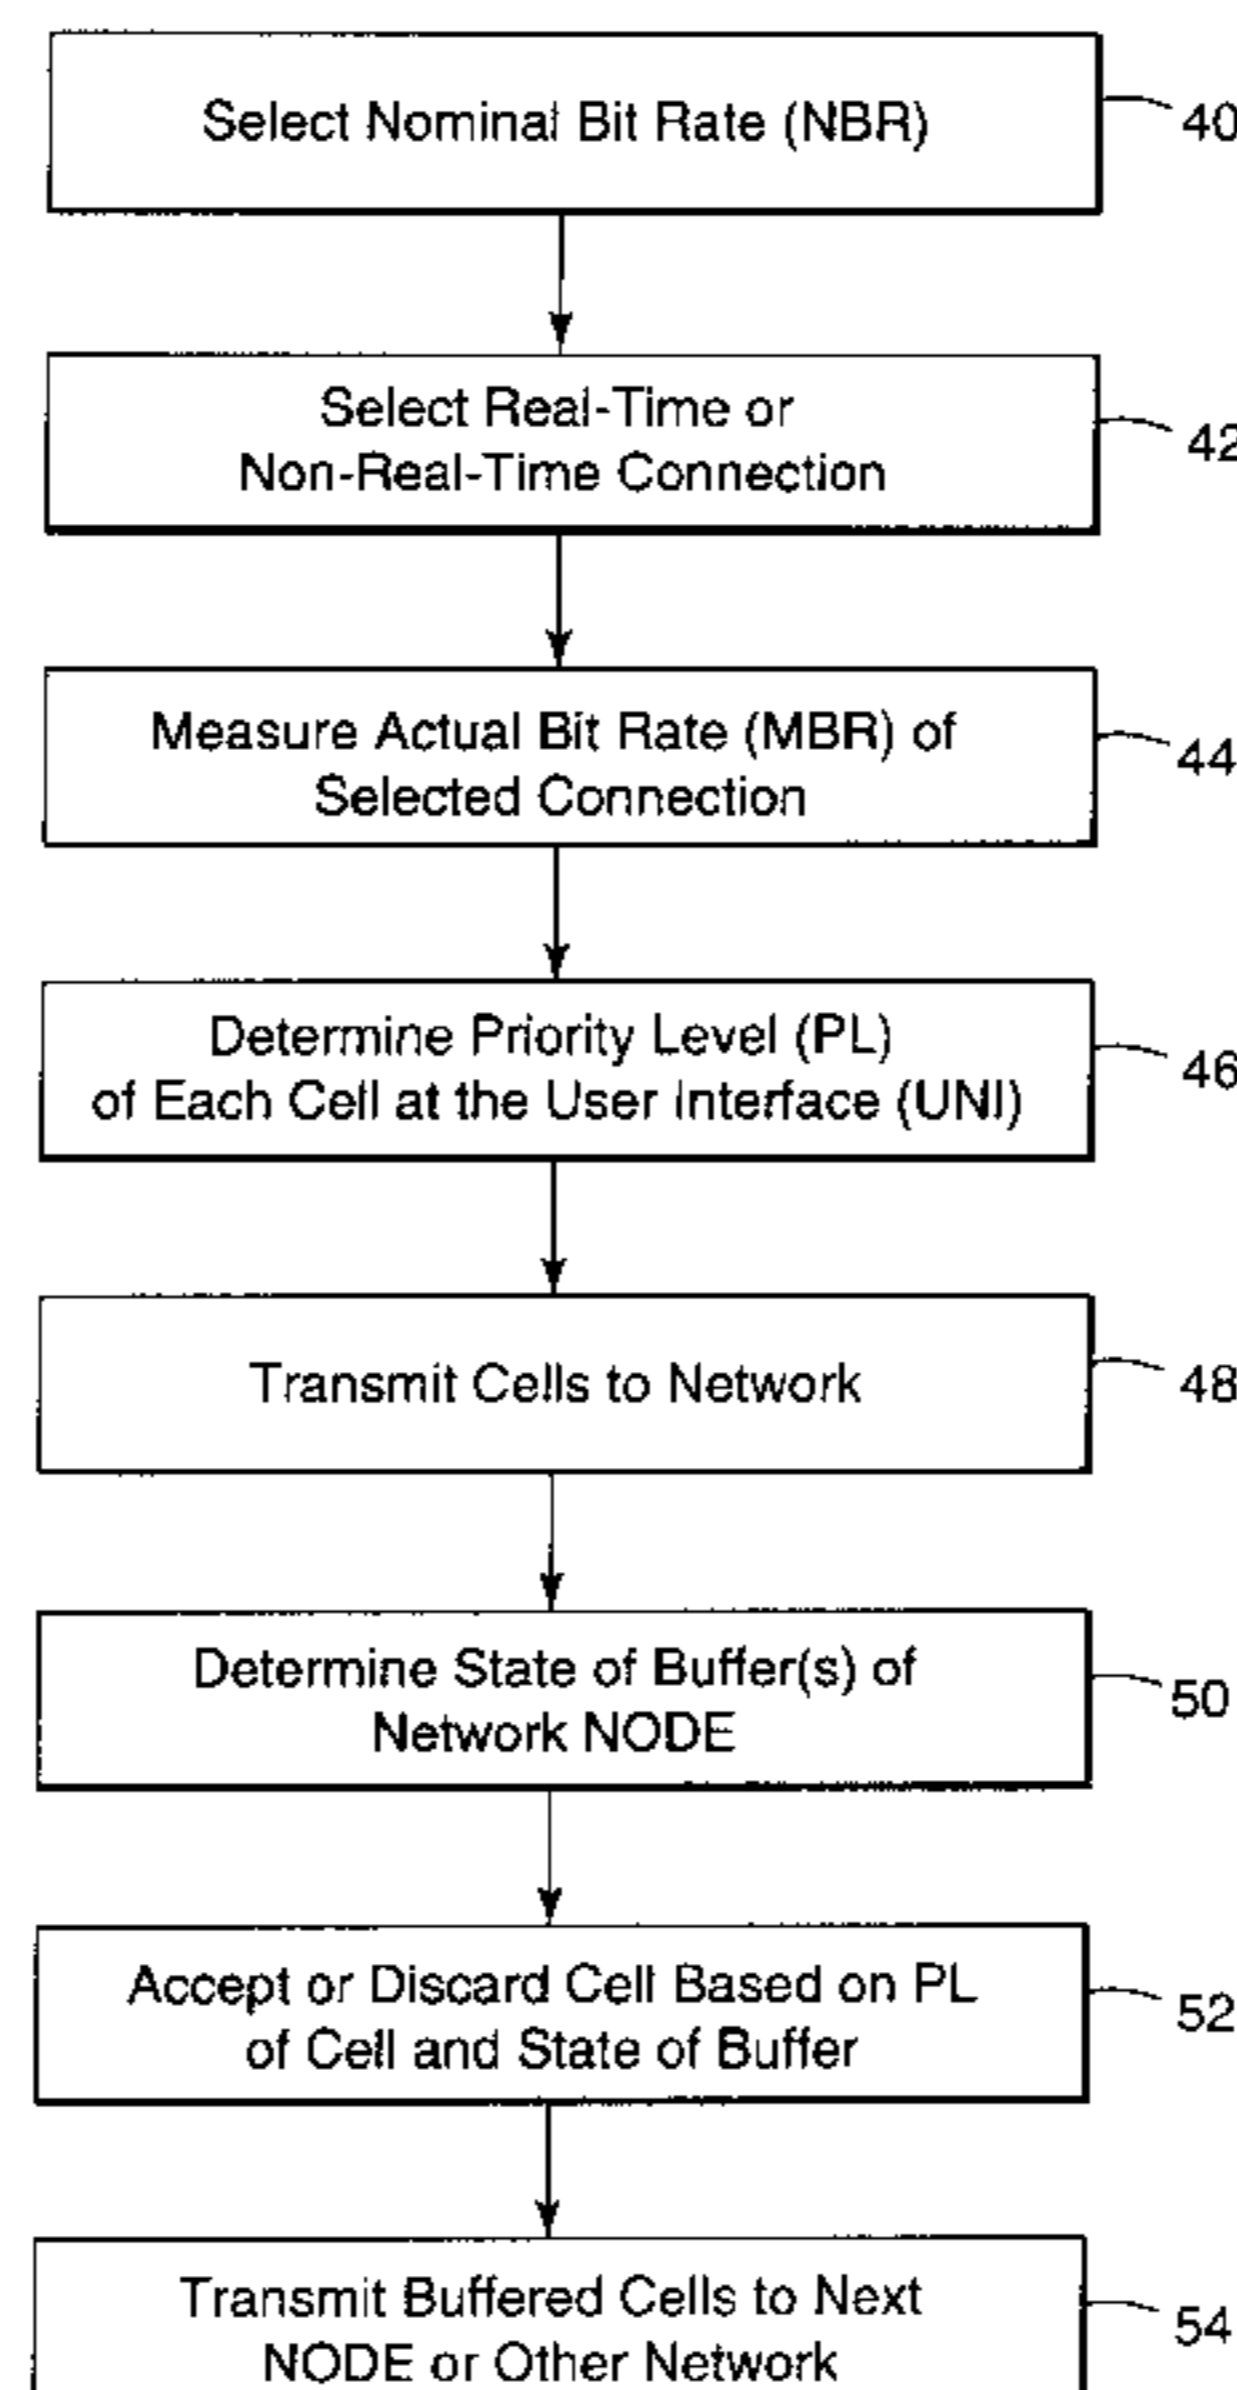 Select Nominal Bit Rate (NBR)
40
Select Real-Time or
Non-Real-Time Connection
42
Measure Actual Bit Rate (MBR) of
Selected Connection
44
Determine Priority Level (PL)
of Each Cell at the User Interface (UNI)
46
Transmit Cells to Network
48
Determine State of Buffer(s) of
Network NODE
50
Accept or Discard Cell Based on PL
of Cell and State of Buffer
52
Transmit Buffered Cells to Next
NODE or Other Network
54